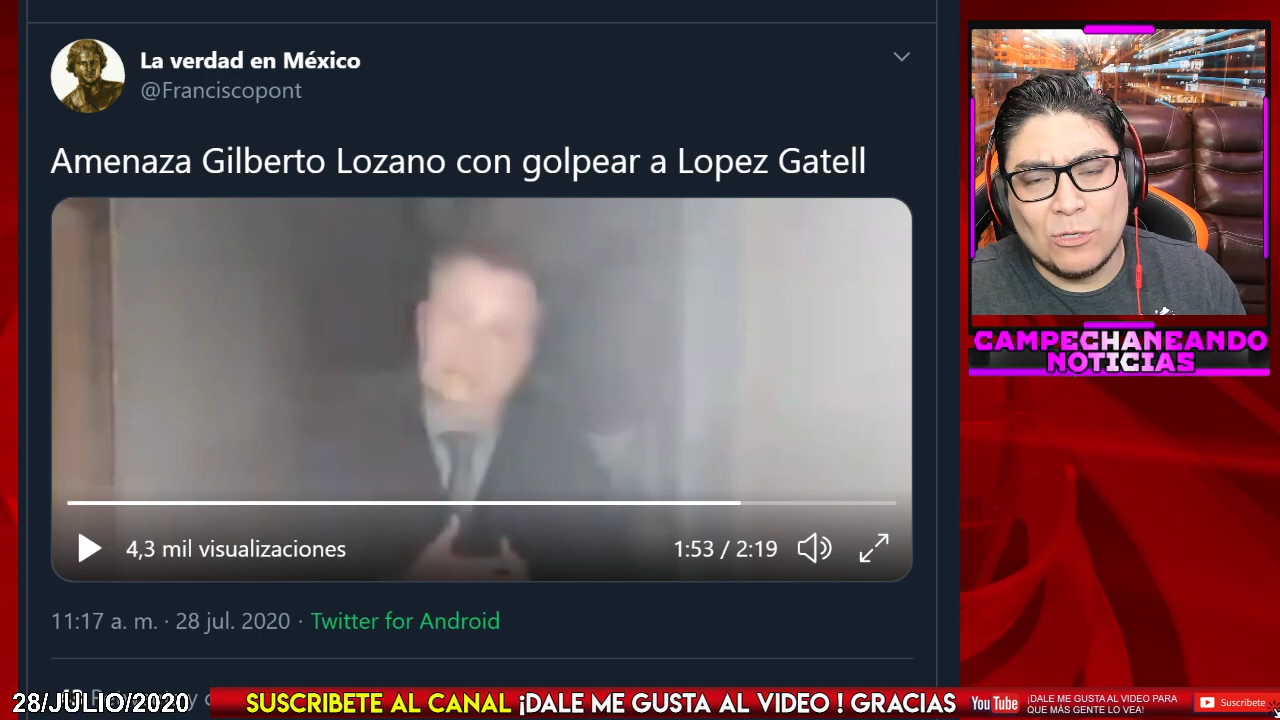 La verdad en México
@Franciscopont
Amenaza Gilberto Lozano con golpear a Lopez Gatell
4,3 mil visualizaciones
1:53 / 2:19
11:17 a. m. · 28 jul. 2020 · Twitter for Android
CAMPECHANEANDO
NOTICIAS
28/JULIO/2020
SUSCRIBETE AL CANAL ¡DALE ME GUSTA AL VIDEO ! GRACIAS
YouTube
¡DALE ME GUSTA AL VIDEO PARA
QUE MÁS GENTE LO VEA!
Suscribete